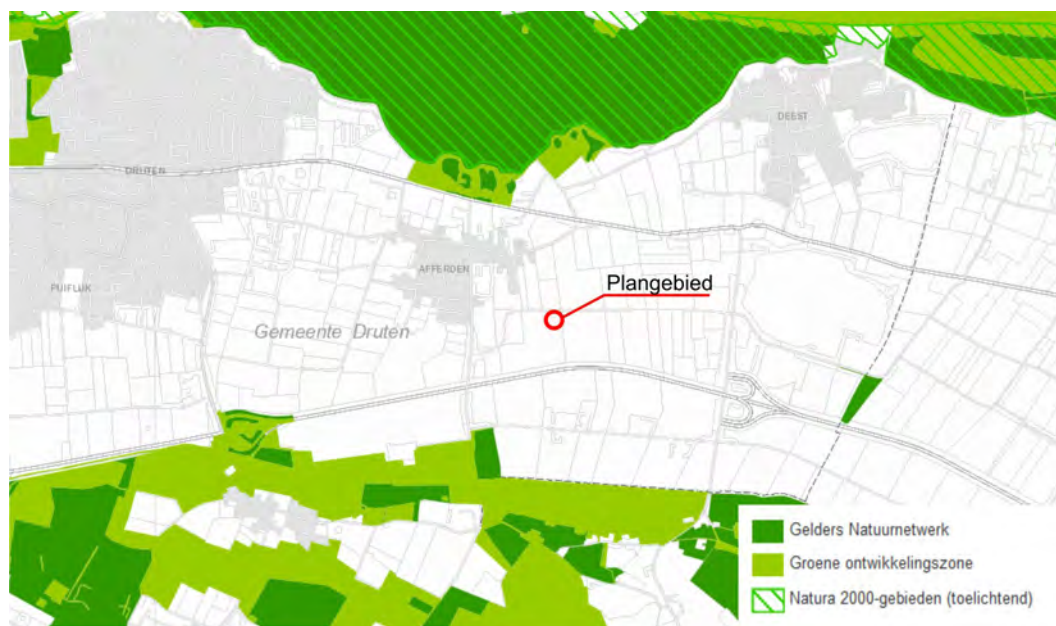 DEEST
DRUTEN
AFFERDEN
Plangebied
PUIFLIJK
Gemeente Druten
Gelders Natuurnetwerk
Groene ontwikkelingszone
Natura 2000-gebieden (toelichtend)